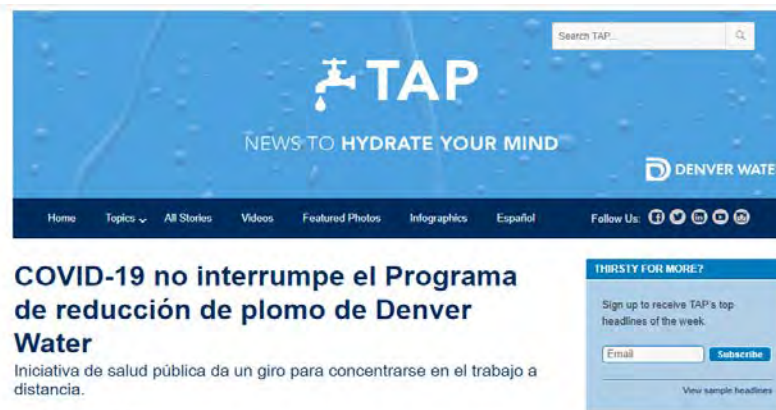 Search TAP...
TAP
NEWS TO HYDRATE YOUR MIND
DENVER WATE
Home Topics All Stories Videos Featured Photos Infographics Español Follow Us:
COVID-19 no interrumpe el Programa
de reducción de plomo de Denver
Water
Iniciativa de salud pública da un giro para concentrarse en el trabajo a
distancia.
THIRSTY FOR MORE?
Sign up to receive TAP's top
headlines of the week.
Email Subscribe
View sample headlines